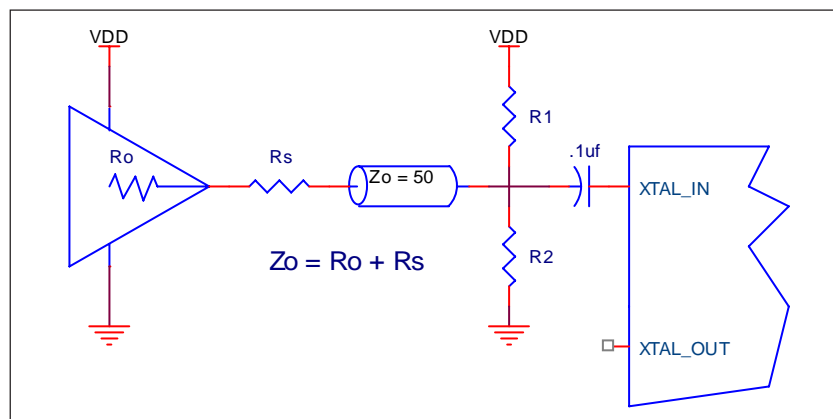 VDD
VDD
R1
Ro
Rs
Zo = 50
.1uf
XTAL_IN
R2
Zo = Ro + Rs
XTAL_OUT